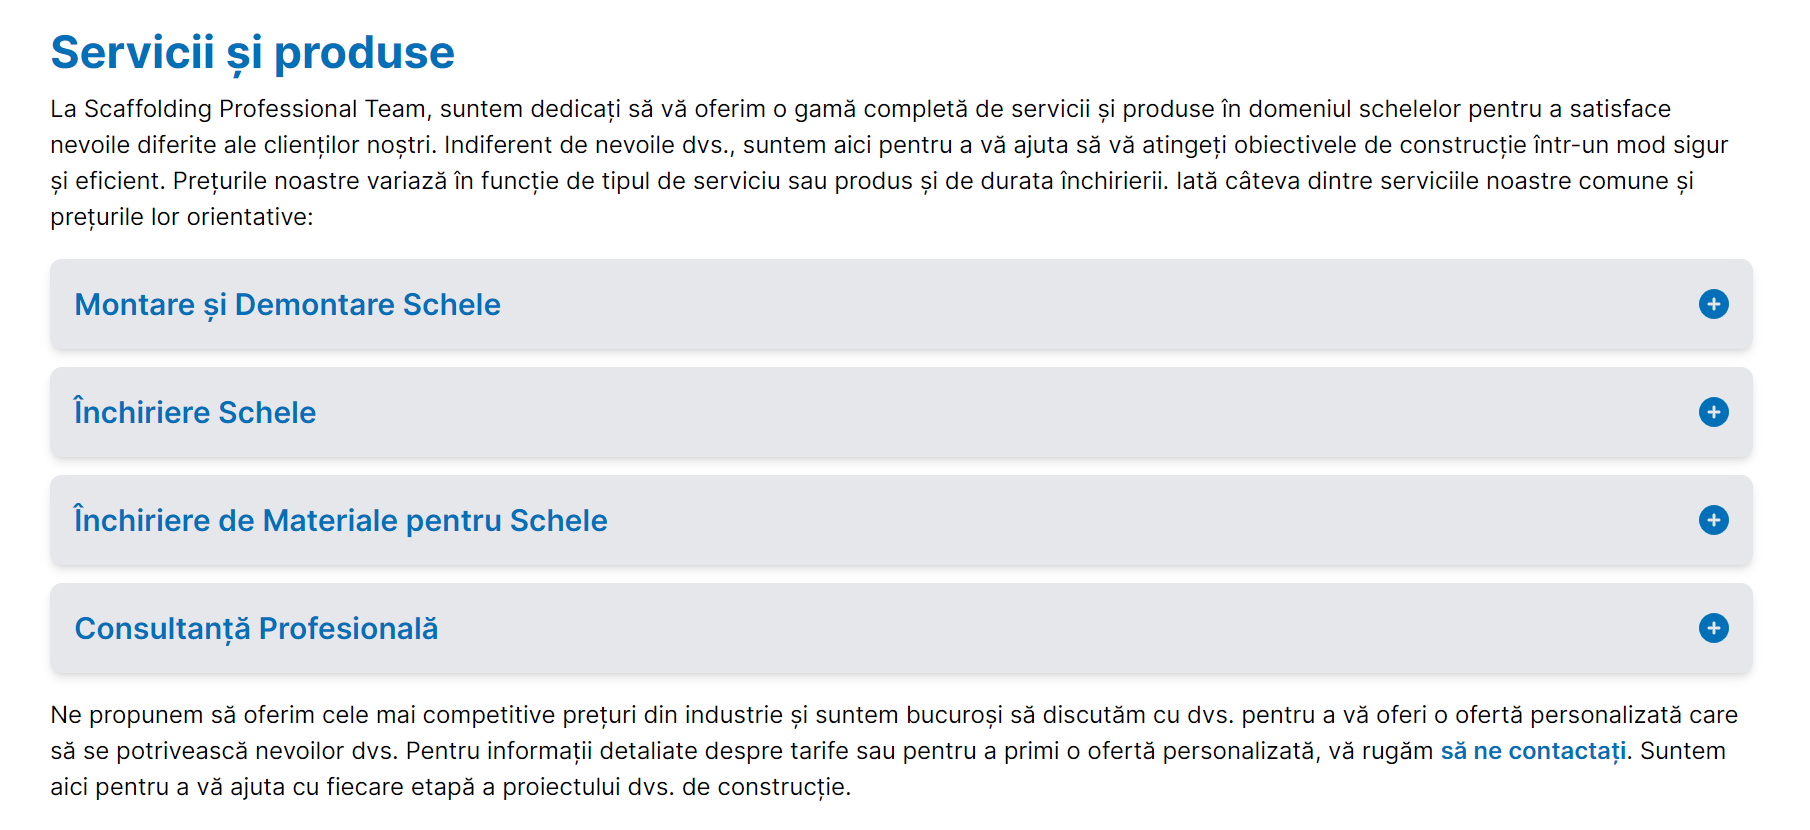 Servicii și produse
La Scaffolding Professional Team, suntem dedicați să vă oferim o gamă completă de servicii și produse în domeniul schelelor pentru a satisface
nevoile diferite ale clienților noștri. Indiferent de nevoile dvs., suntem aici pentru a vă ajuta să vă atingeți obiectivele de construcție într-un mod sigur
și eficient. Prețurile noastre variază în funcție de tipul de serviciu sau produs și de durata închirierii. Iată câteva dintre serviciile noastre comune și
prețurile lor orientative:
Montare și Demontare Schele
Închiriere Schele
Închiriere de Materiale pentru Schele
Consultanță Profesională
Ne propunem să oferim cele mai competitive prețuri din industrie și suntem bucuroși să discutăm cu dvs. pentru a vă oferi o ofertă personalizată care
să se potrivească nevoilor dvs. Pentru informații detaliate despre tarife sau pentru a primi o ofertă personalizată, vă rugăm să ne contactați. Suntem
aici pentru a vă ajuta cu fiecare etapă a proiectului dvs. de construcție.